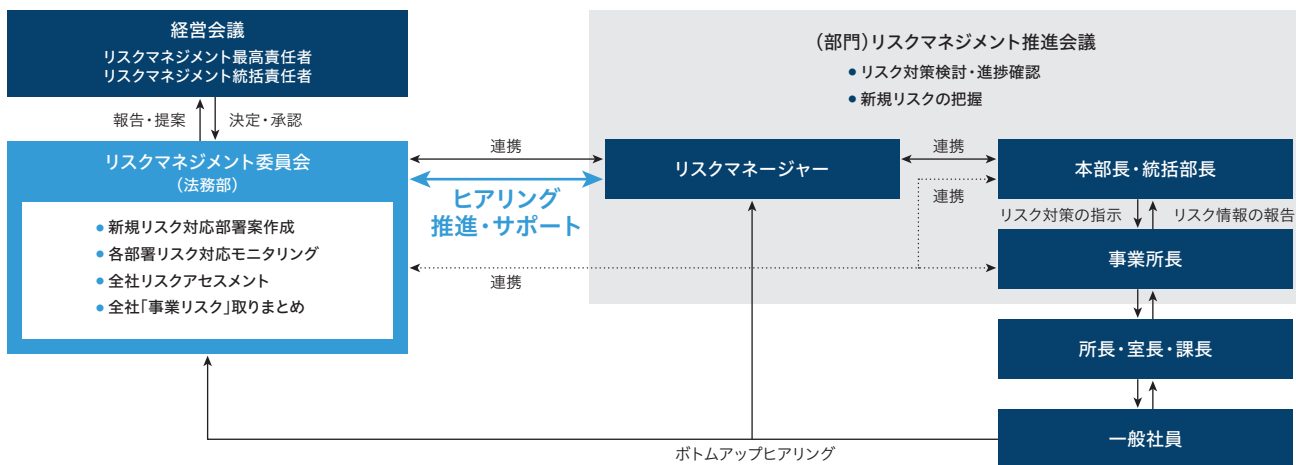 経営会議
リスクマネジメント最高責任者
リスクマネジメント統括責任者
報告・提案
決定・承認
リスクマネジメント委員会
(法務部)
● 新規リスク対応部署案作成
● 各部署リスク対応モニタリング
● 全社リスクアセスメント
● 全社「事業リスク」取りまとめ
連携
ヒアリング
推進・サポート
連携
(部門)リスクマネジメント推進会議
● リスク対策検討・進捗確認
● 新規リスクの把握
リスクマネージャー
連携
連携
本部長・統括部長
リスク対策の指示
リスク情報の報告
事業所長
所長・室長・課長
一般社員
ボトムアップヒアリング